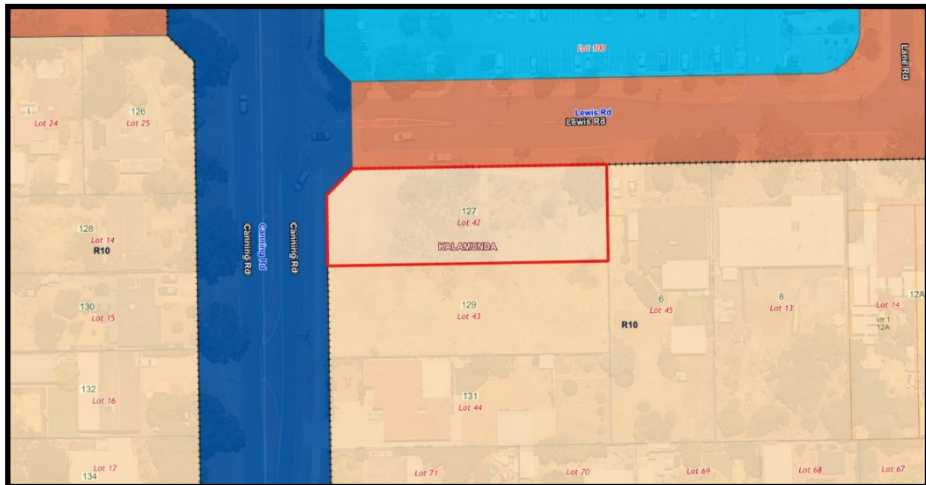 Lot 100
Lane Rd
Lewis Rd
Lewis Rd
1
Lot 24
126
Lot 25
127
Lot 42
KALAMUNDA
128
Lot 14
R10
Canning Rd
Canning Rd
Canning Rd
129
Lot 43
6
Lot 45
R10
8
Lot 13
12A
Lot 14
lot 1
12A
130
Lot 15
131
Lot 44
132
Lot 16
Lot 17
134
Lot 71
Lot 70
Lot 69
Lot 68
Lot 67